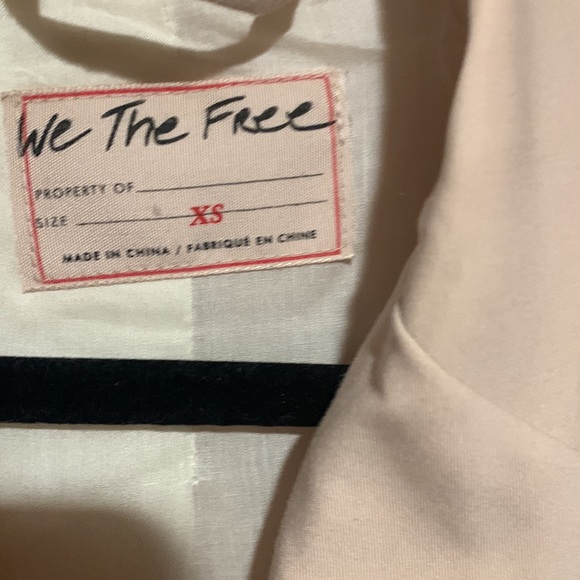 We The Free
PROPERTY OF
SIZE XS
MADE IN CHINA / FABRIQUÉ EN CHINE